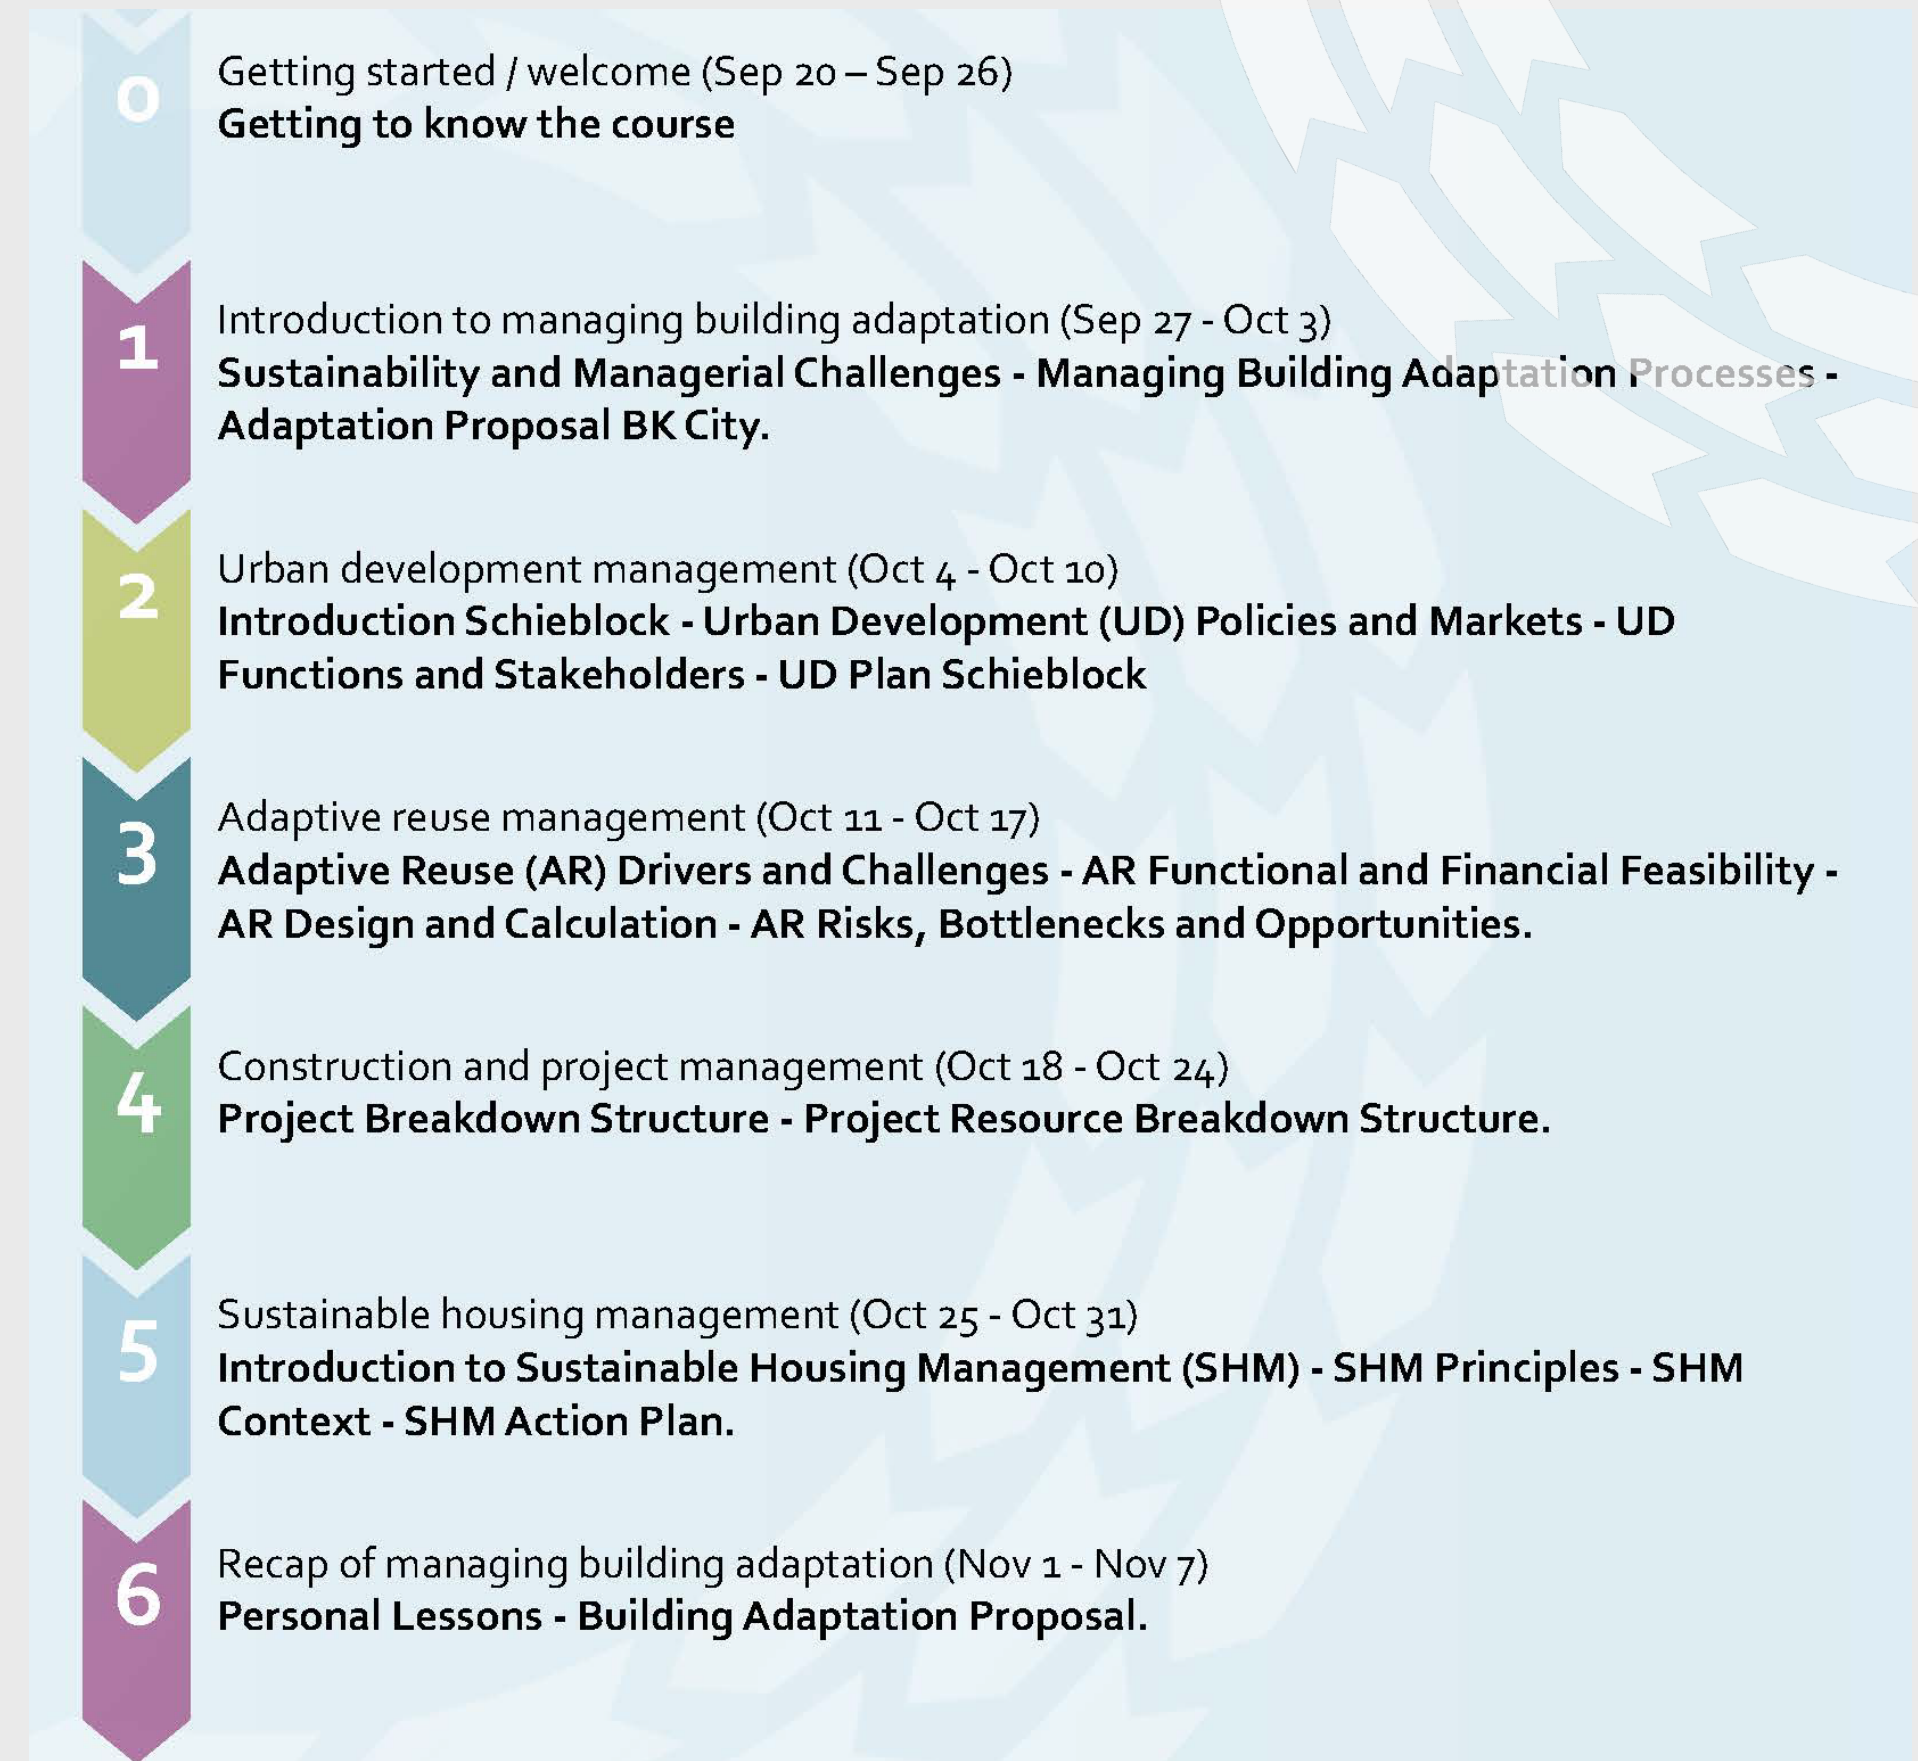 0
Getting started / welcome (Sep 20 – Sep 26)
Getting to know the course
1
Introduction to managing building adaptation (Sep 27 - Oct 3)
Sustainability and Managerial Challenges - Managing Building Adaptation Processes -
Adaptation Proposal BK City.
2
Urban development management (Oct 4 - Oct 10)
Introduction Schieblock - Urban Development (UD) Policies and Markets - UD
Functions and Stakeholders - UD Plan Schieblock
3
Adaptive reuse management (Oct 11 - Oct 17)
Adaptive Reuse (AR) Drivers and Challenges - AR Functional and Financial Feasibility -
AR Design and Calculation - AR Risks, Bottlenecks and Opportunities.
4
Construction and project management (Oct 18 - Oct 24)
Project Breakdown Structure - Project Resource Breakdown Structure.
5
Sustainable housing management (Oct 25 - Oct 31)
Introduction to Sustainable Housing Management (SHM) - SHM Principles - SHM
Context - SHM Action Plan.
6
Recap of managing building adaptation (Nov 1 - Nov 7)
Personal Lessons - Building Adaptation Proposal.